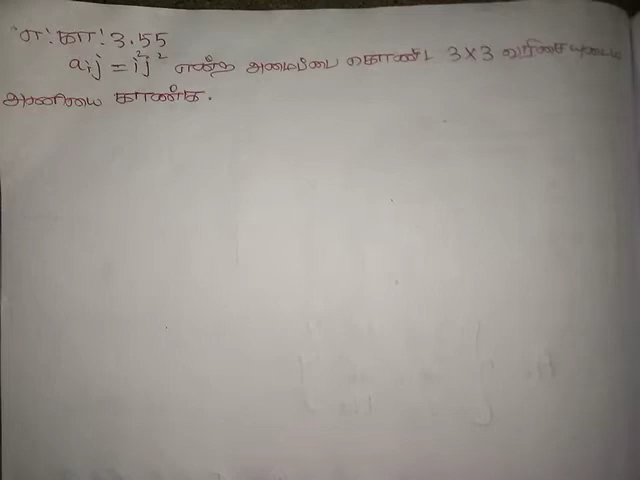 எ.கா! 3.55
aᵢj = i²j² என்ற அமைப்பை கொண்ட 3×3 வரிசையுடைய
அணியை காண்க.